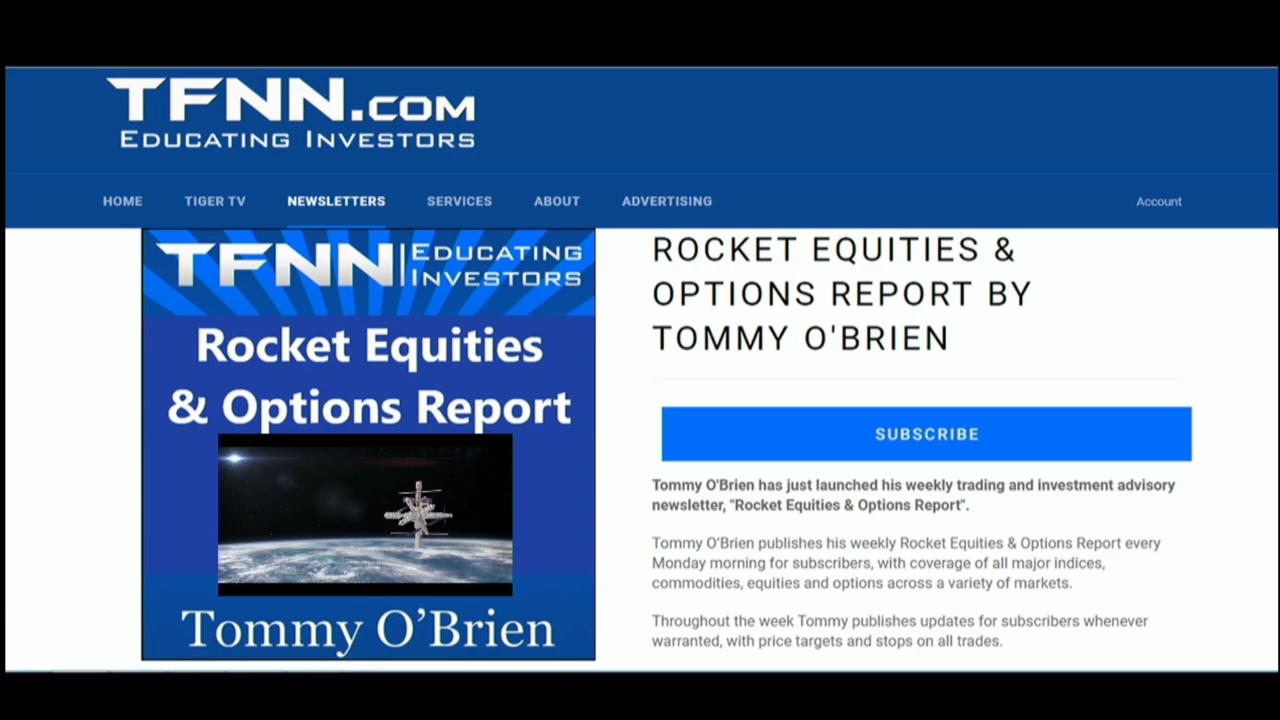 TFNN.COM
EDUCATING INVESTORS
HOME TIGER TV NEWSLETTERS SERVICES ABOUT ADVERTISING Account
TFNN EDUCATING
INVESTORS
Rocket Equities
& Options Report
Tommy O’Brien
ROCKET EQUITIES &
OPTIONS REPORT BY
TOMMY O'BRIEN
SUBSCRIBE
Tommy O'Brien has just launched his weekly trading and investment advisory
newsletter, "Rocket Equities & Options Report".
Tommy O’Brien publishes his weekly Rocket Equities & Options Report every
Monday morning for subscribers, with coverage of all major indices,
commodities, equities and options across a variety of markets.
Throughout the week Tommy publishes updates for subscribers whenever
warranted, with price targets and stops on all trades.